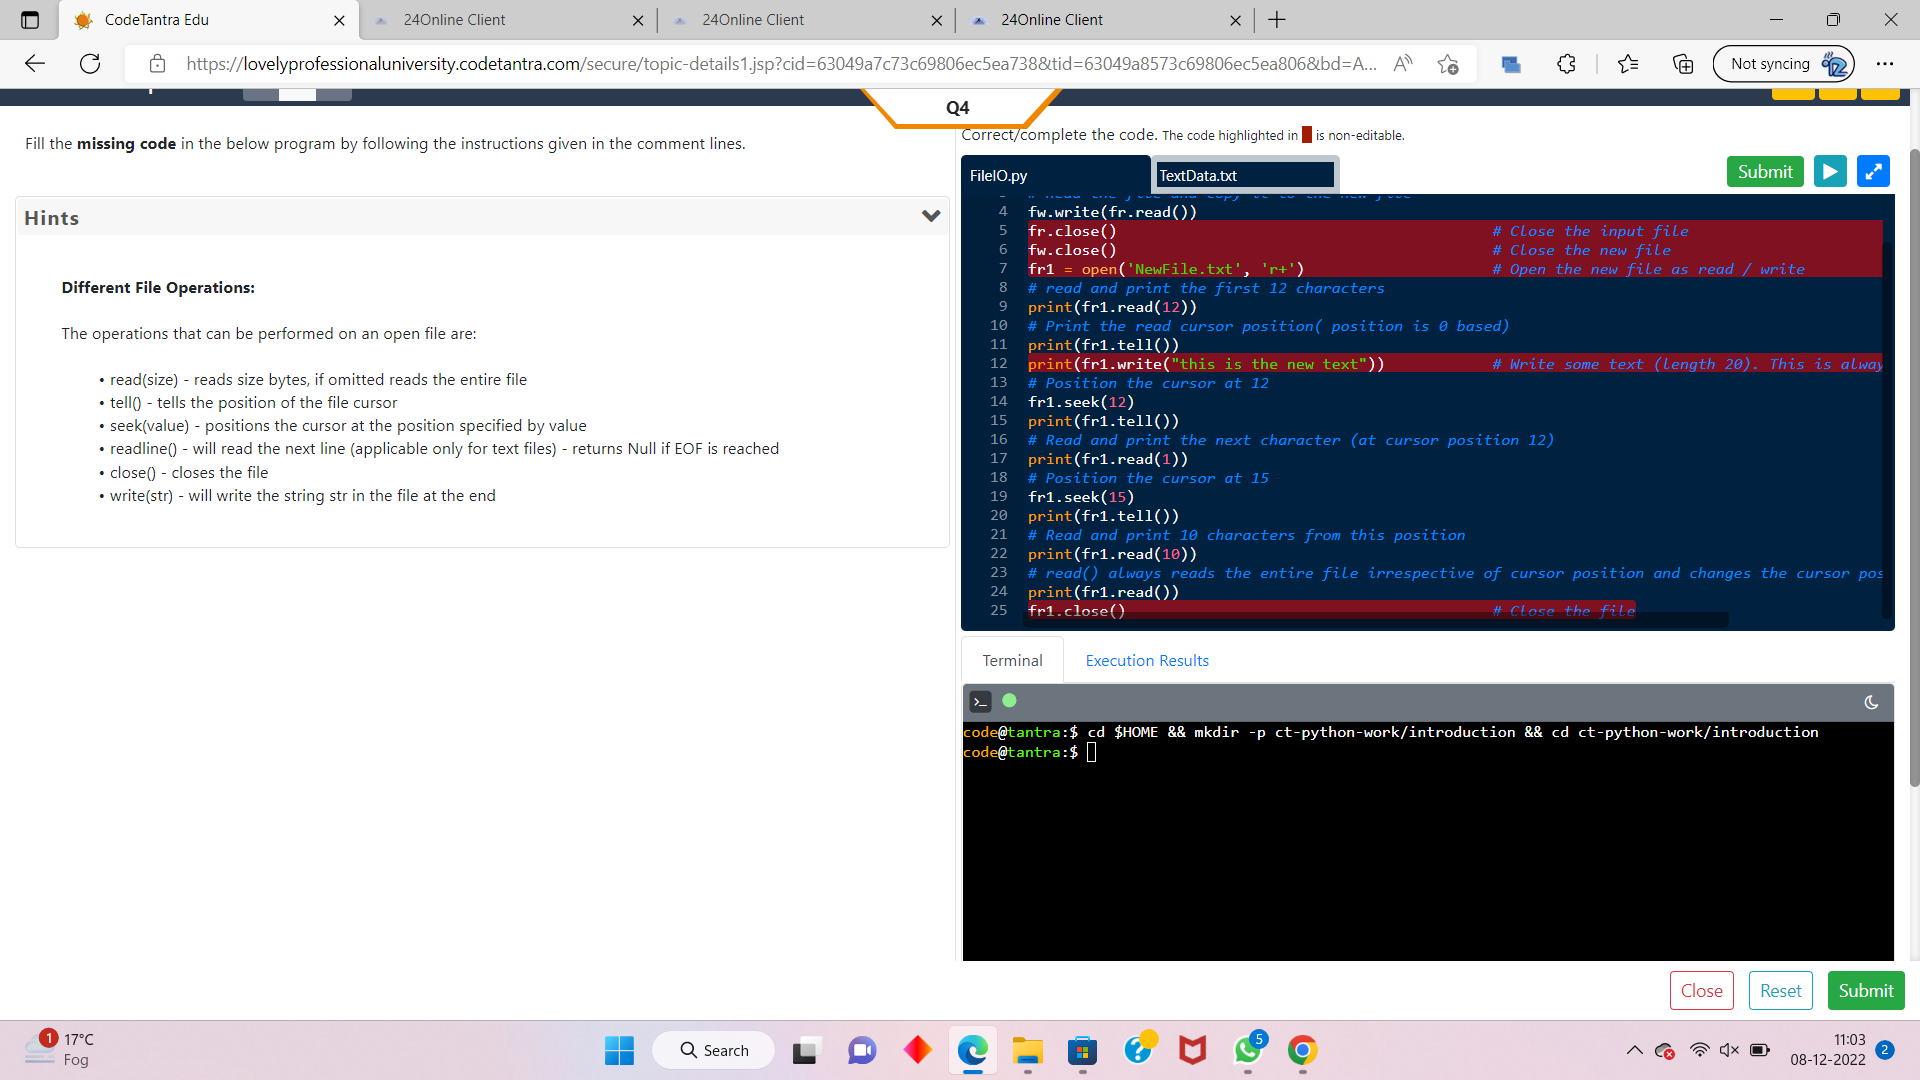 CodeTantra Edu
24Online Client
24Online Client
24Online Client
https://lovelyprofessionaluniversity.codetantra.com/secure/topic-details1.jsp?cid=63049a7c73c69806ec5ea738&tid=63049a8573c69806ec5ea806&bd=A...
Not syncing
Q4
Fill the missing code in the below program by following the instructions given in the comment lines.
Hints
Different File Operations:
The operations that can be performed on an open file are:
• read(size) - reads size bytes, if omitted reads the entire file
• tell() - tells the position of the file cursor
• seek(value) - positions the cursor at the position specified by value
• readline() - will read the next line (applicable only for text files) - returns Null if EOF is reached
• close() - closes the file
• write(str) - will write the string str in the file at the end
Correct/complete the code. The code highlighted in is non-editable.
FileIO.py
TextData.txt
Submit
3 # Read the file and copy it to the new file
4 fw.write(fr.read())
5 fr.close() # Close the input file
6 fw.close() # Close the new file
7 fr1 = open('NewFile.txt', 'r+') # Open the new file as read / write
8 # read and print the first 12 characters
9 print(fr1.read(12))
10 # Print the read cursor position( position is 0 based)
11 print(fr1.tell())
12 print(fr1.write("this is the new text")) # Write some text (length 20). This is alway
13 # Position the cursor at 12
14 fr1.seek(12)
15 print(fr1.tell())
16 # Read and print the next character (at cursor position 12)
17 print(fr1.read(1))
18 # Position the cursor at 15
19 fr1.seek(15)
20 print(fr1.tell())
21 # Read and print 10 characters from this position
22 print(fr1.read(10))
23 # read() always reads the entire file irrespective of cursor position and changes the cursor pos
24 print(fr1.read())
25 fr1.close() # Close the file
Terminal
Execution Results
code@tantra:$ cd $HOME && mkdir -p ct-python-work/introduction && cd ct-python-work/introduction
code@tantra:$
Close
Reset
Submit
1
17°C
Fog
Search
5
11:03
08-12-2022
2